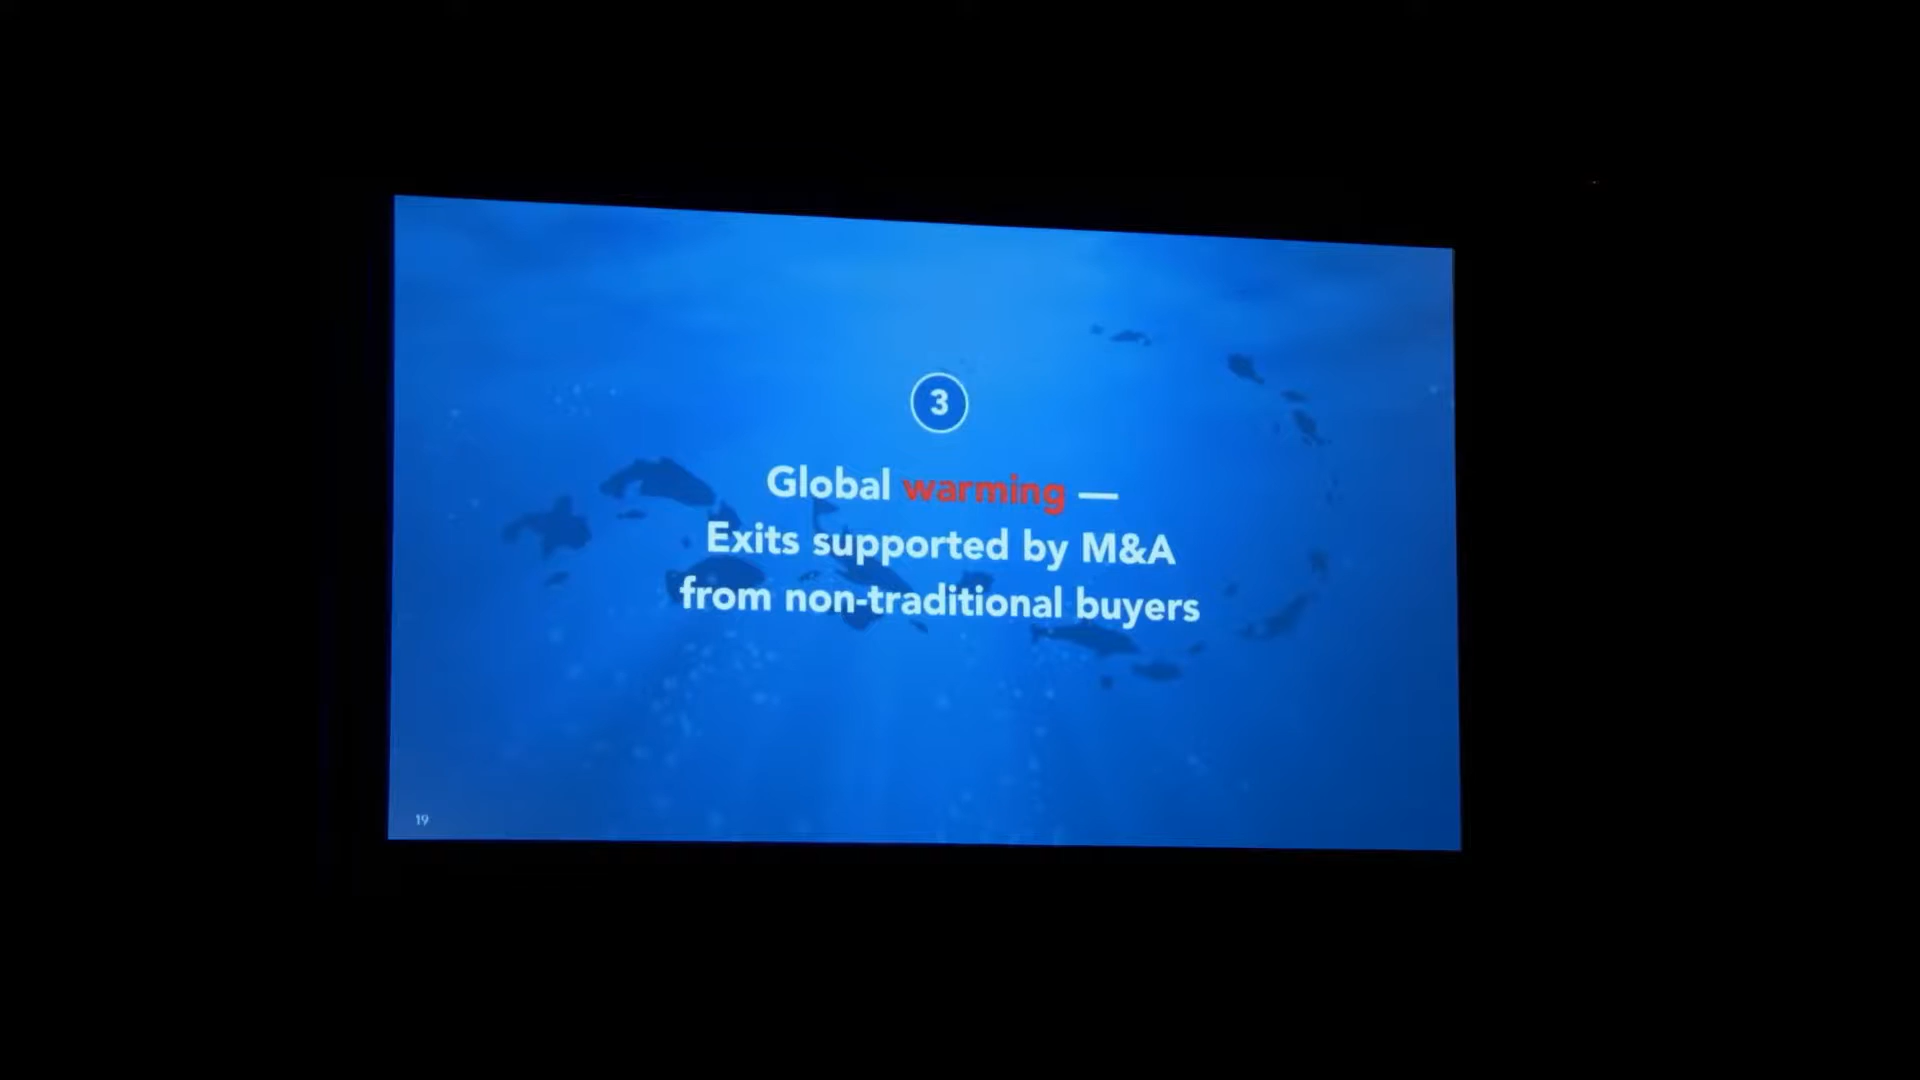 3
Global warming —
Exits supported by M&A
from non-traditional buyers
19